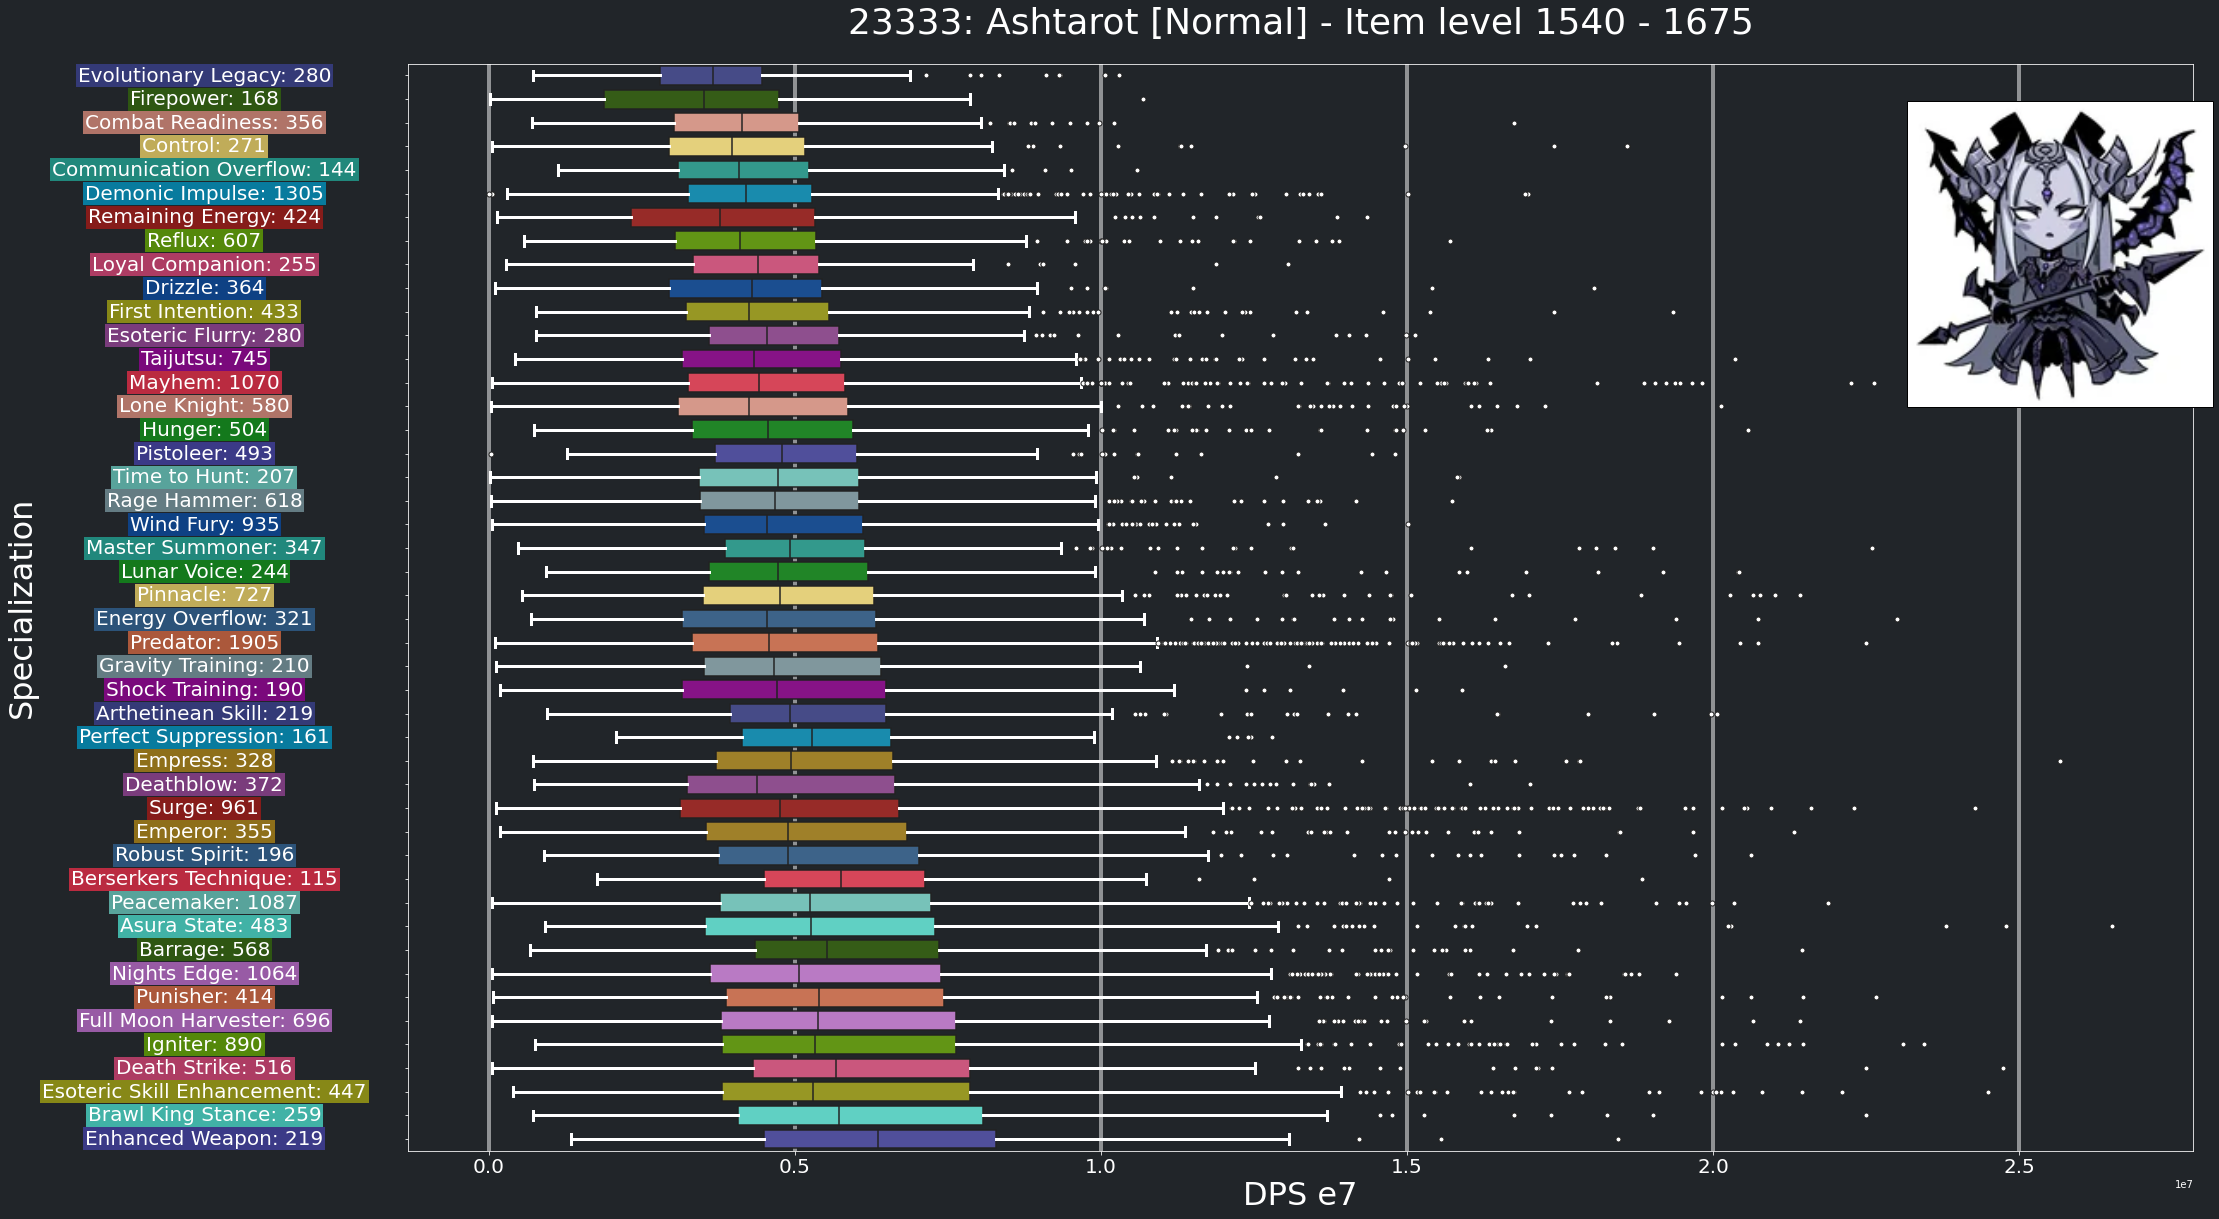 23333: Ashtarot [Normal] - Item level 1540 - 1675
Evolutionary Legacy: 280
Firepower: 168
Combat Readiness: 356
Control: 271
Communication Overflow: 144
Demonic Impulse: 1305
Remaining Energy: 424
Reflux: 607
Loyal Companion: 255
Drizzle: 364
First Intention: 433
Esoteric Flurry: 280
Taijutsu: 745
Mayhem: 1070
Lone Knight: 580
Hunger: 504
Pistoleer: 493
Time to Hunt: 207
Rage Hammer: 618
Wind Fury: 935
Master Summoner: 347
Lunar Voice: 244
Pinnacle: 727
Energy Overflow: 321
Predator: 1905
Gravity Training: 210
Shock Training: 190
Arthetinean Skill: 219
Perfect Suppression: 161
Empress: 328
Deathblow: 372
Surge: 961
Emperor: 355
Robust Spirit: 196
Berserkers Technique: 115
Peacemaker: 1087
Asura State: 483
Barrage: 568
Nights Edge: 1064
Punisher: 414
Full Moon Harvester: 696
Igniter: 890
Death Strike: 516
Esoteric Skill Enhancement: 447
Brawl King Stance: 259
Enhanced Weapon: 219
Specialization
0.0 0.5 1.0 1.5 2.0 2.5
DPS e7
1e7